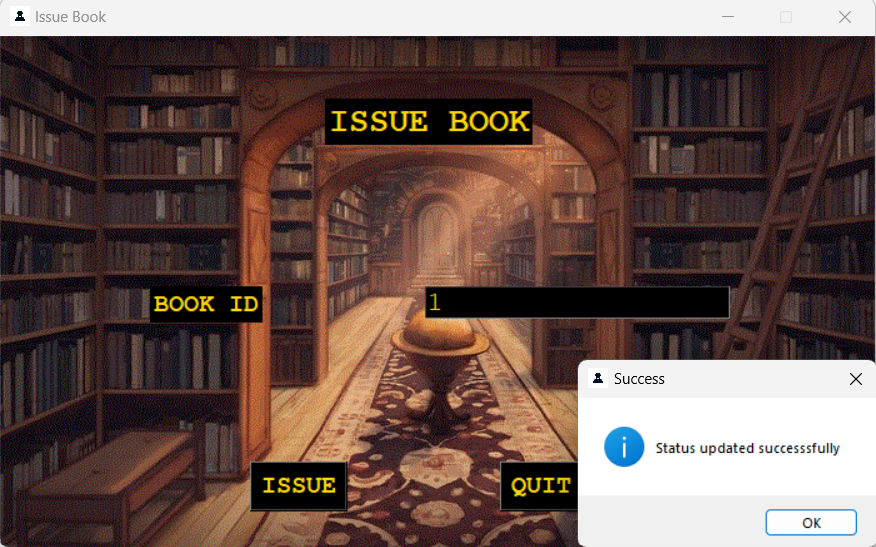 Issue Book
ISSUE BOOK
BOOK ID
1
Success
Status updated successsfully
ISSUE
QUIT
OK